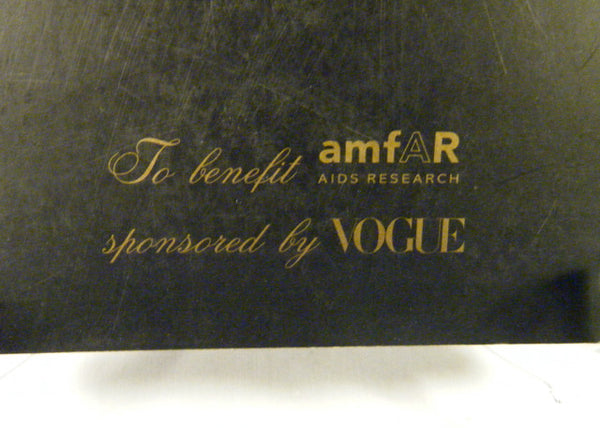 To benefit amfAR
AIDS RESEARCH
sponsored by VOGUE